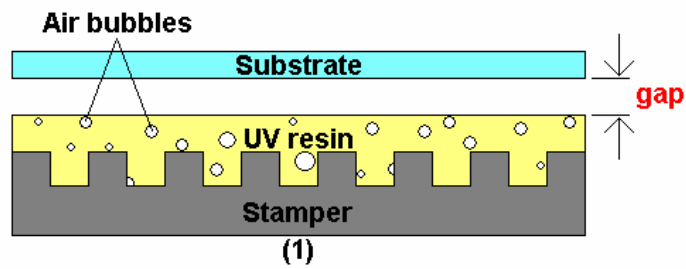 Air bubbles
Substrate
gap
UV resin
Stamper
(1)